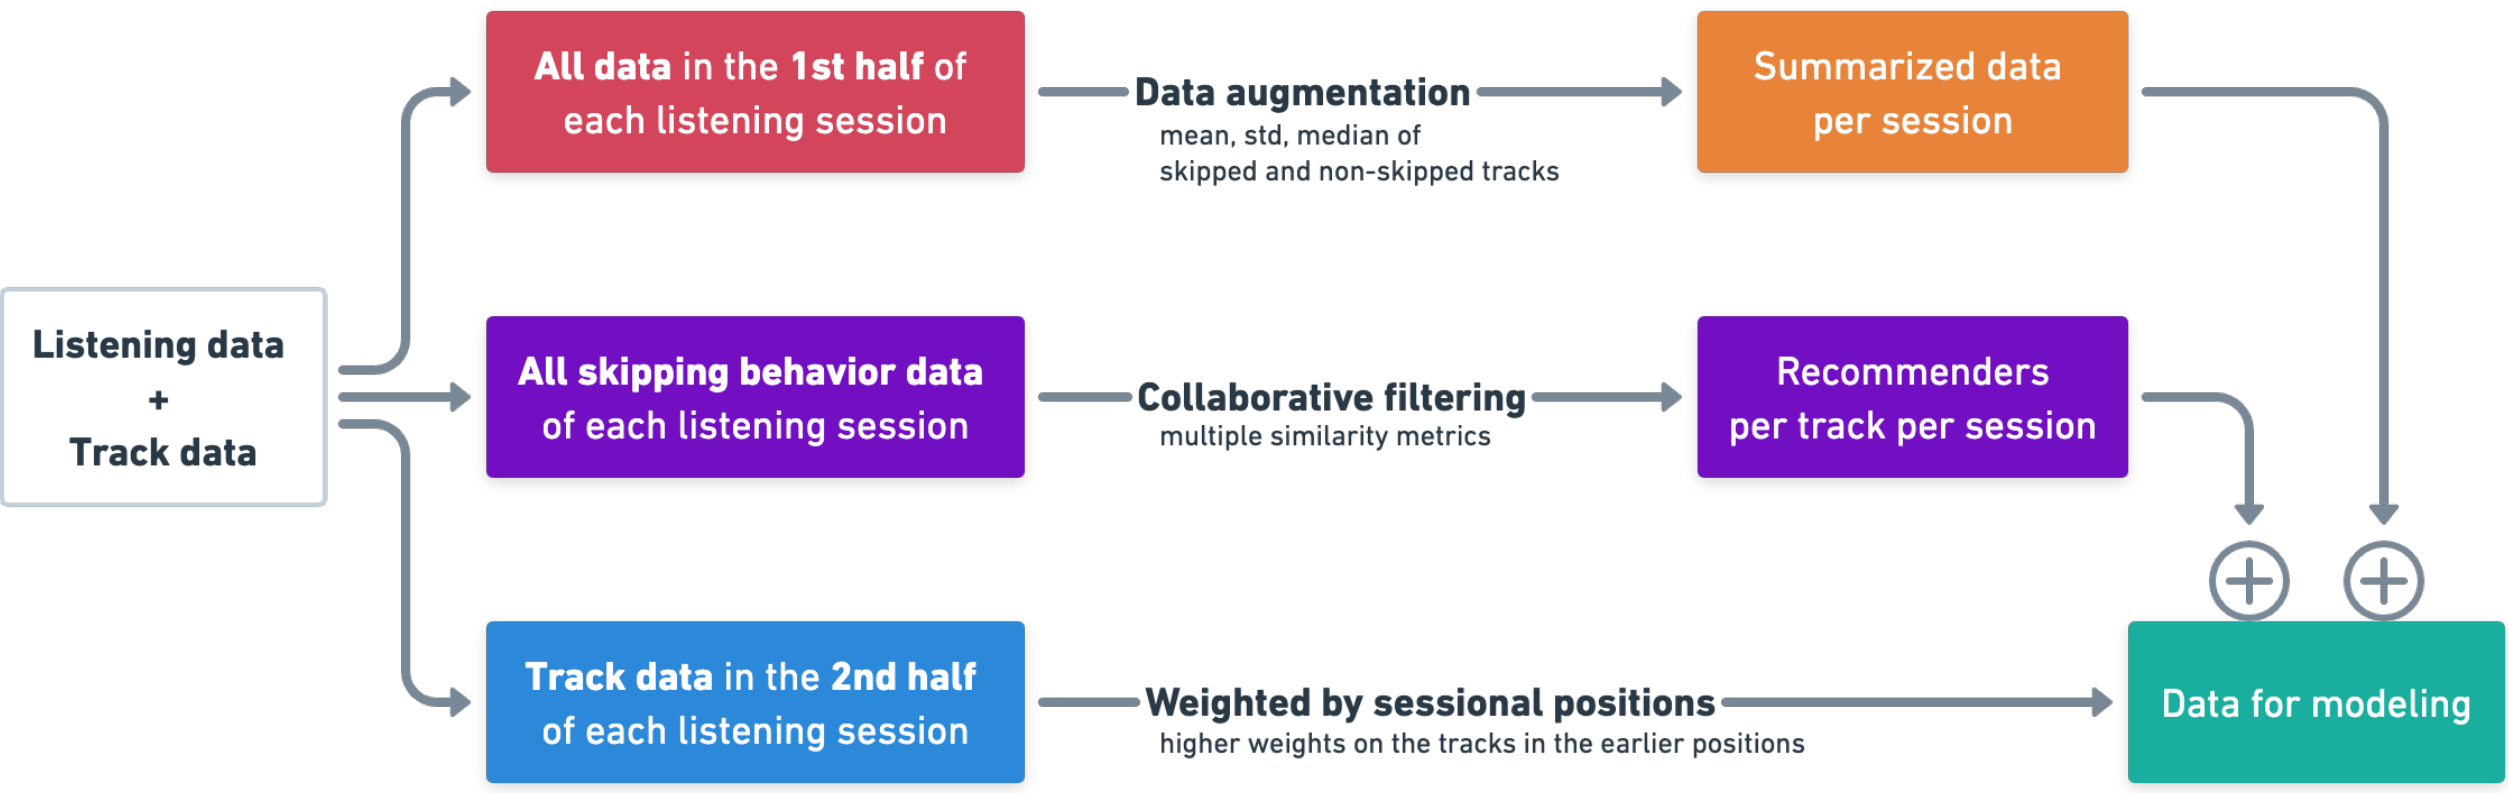 Listening data
+
Track data
All data in the 1st half of
each listening session
Data augmentation
mean, std, median of
skipped and non-skipped tracks
Summarized data
per session
All skipping behavior data
of each listening session
Collaborative filtering
multiple similarity metrics
Recommenders
per track per session
Track data in the 2nd half
of each listening session
Weighted by sessional positions
higher weights on the tracks in the earlier positions
Data for modeling